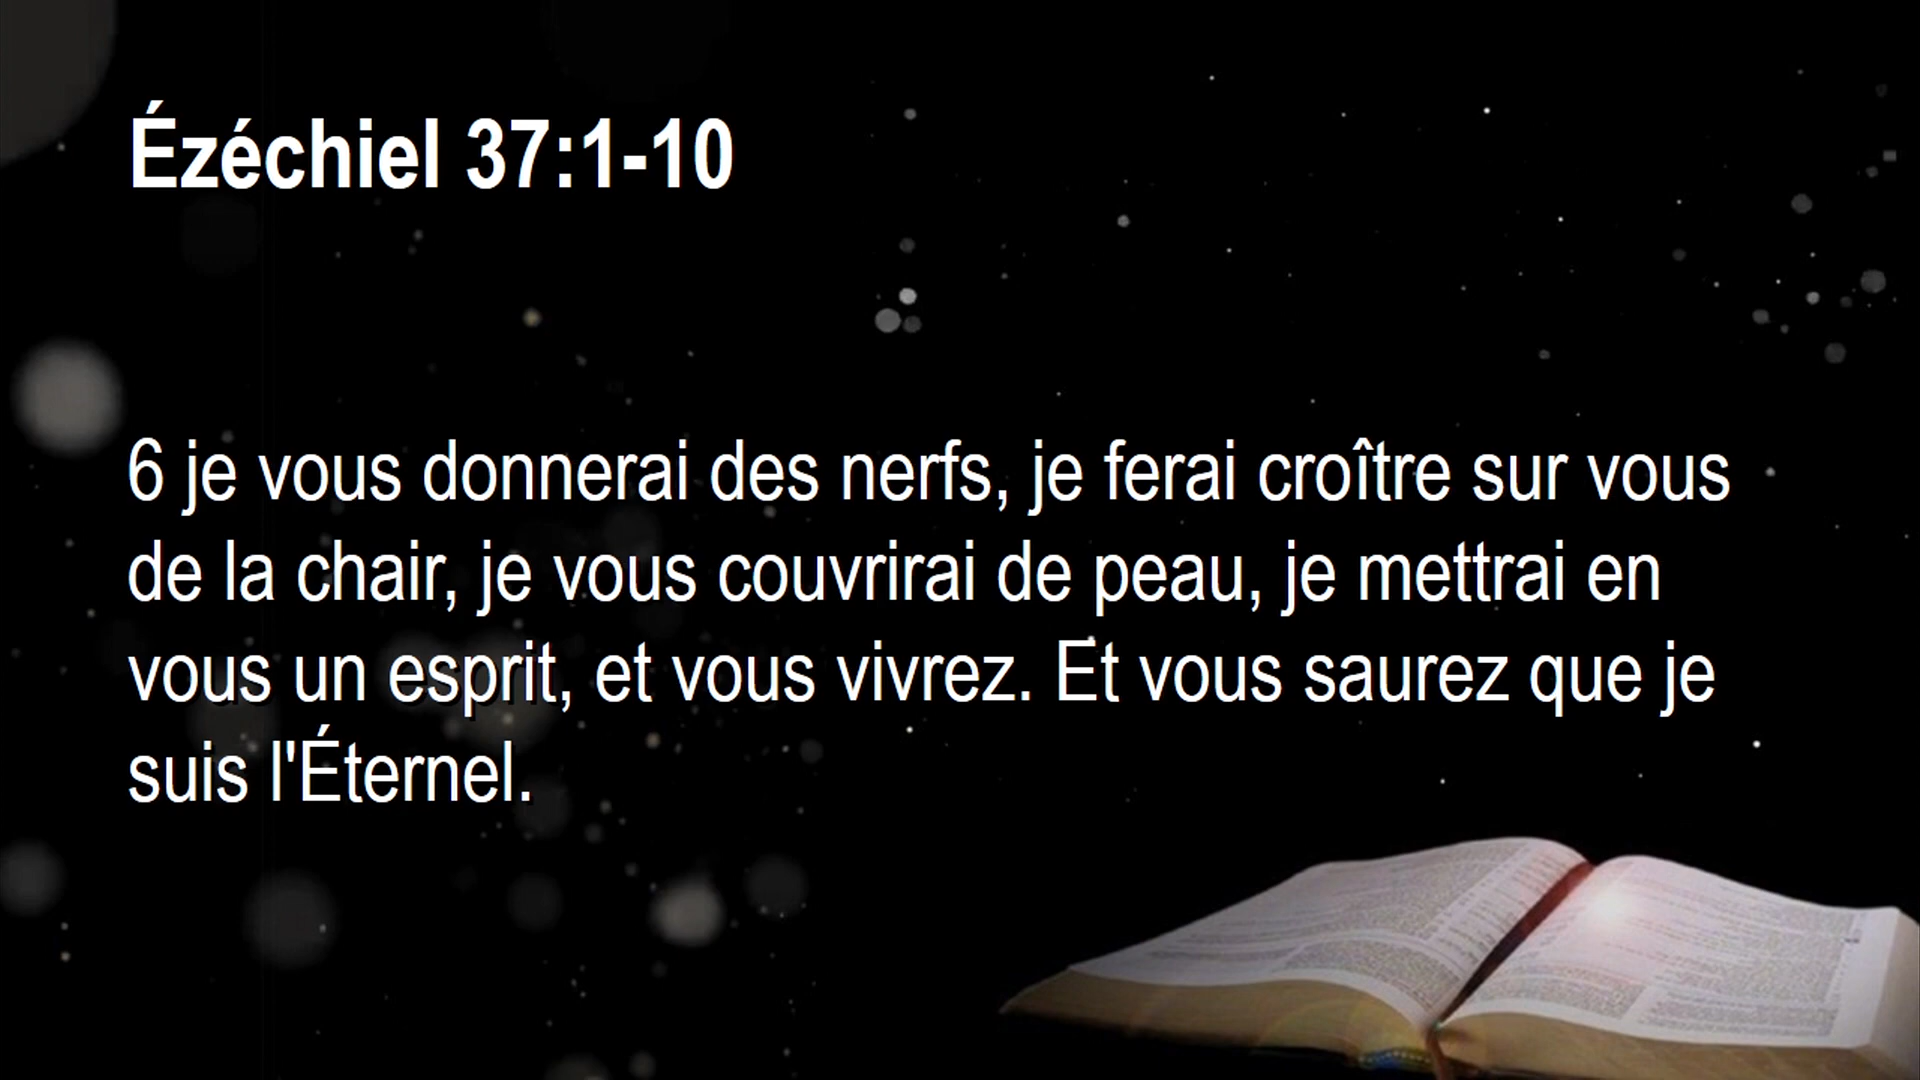 Ézéchiel 37:1-10
6 je vous donnerai des nerfs, je ferai croître sur vous
de la chair, je vous couvrirai de peau, je mettrai en
vous un esprit, et vous vivrez. Et vous saurez que je
suis l'Éternel.